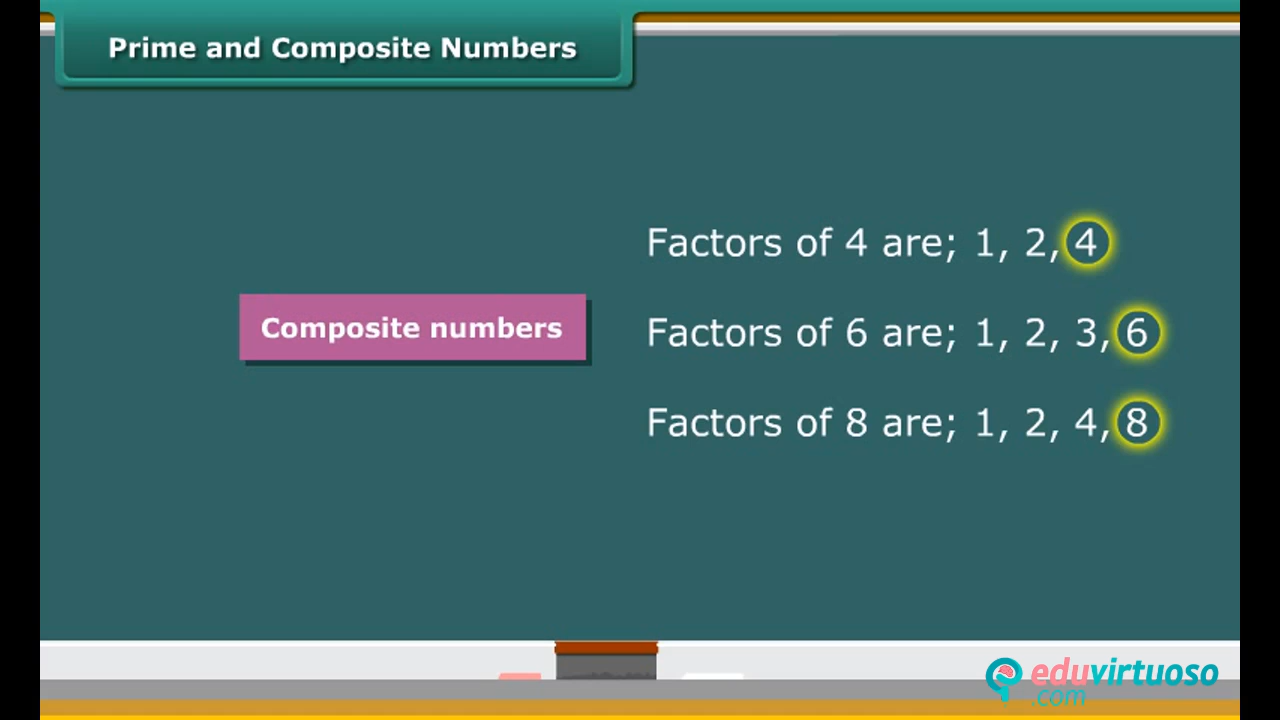 Prime and Composite Numbers
Factors of 4 are; 1, 2, 4
Composite numbers
Factors of 6 are; 1, 2, 3, 6
Factors of 8 are; 1, 2, 4, 8
eduvirtuoso
.com